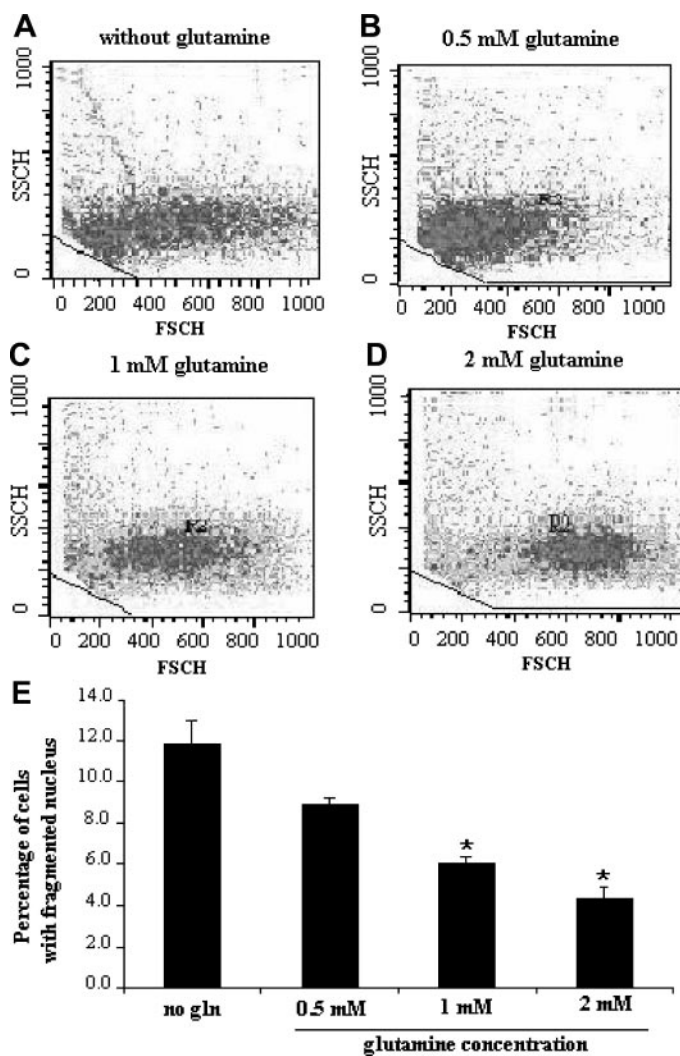 A
without glutamine
1000
SSCH
0
0 200 400 600 800 1000
FSCH
B
0.5 mM glutamine
1000
SSCH
0
0 200 400 600 800 1000
FSCH
C
1 mM glutamine
1000
SSCH
0
0 200 400 600 800 1000
FSCH
R2
D
2 mM glutamine
1000
SSCH
0
0 200 400 600 800 1000
FSCH
E
14.0
12.0
10.0
8.0
6.0
4.0
2.0
0.0
Percentage of cells
with fragmented nucleus
*
*
no gln 0.5 mM 1 mM 2 mM
glutamine concentration